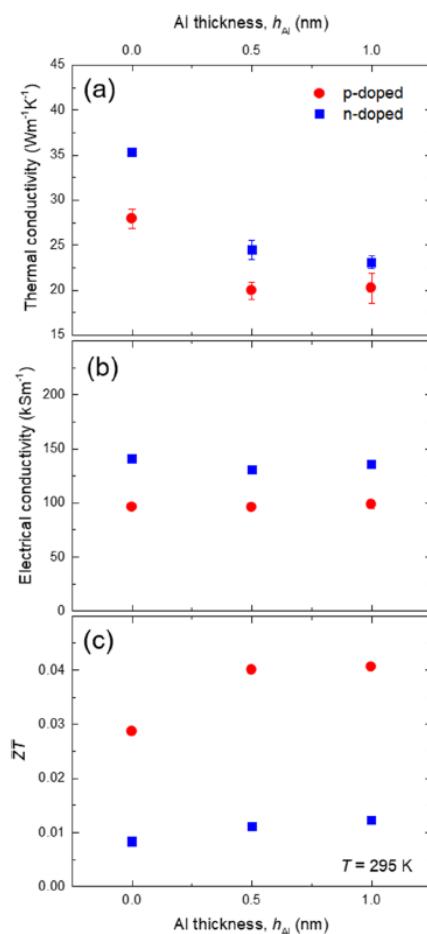 Al thickness, hAl (nm)
0.0 0.5 1.0
(a)
p-doped
n-doped
45
40
35
30
25
20
15
Thermal conductivity (Wm-1K-1)
(b)
200
150
100
50
0
Electrical conductivity (kSm-1)
(c)
0.04
0.03
0.02
0.01
0.00
ZT
T = 295 K
0.0 0.5 1.0
Al thickness, hAl (nm)